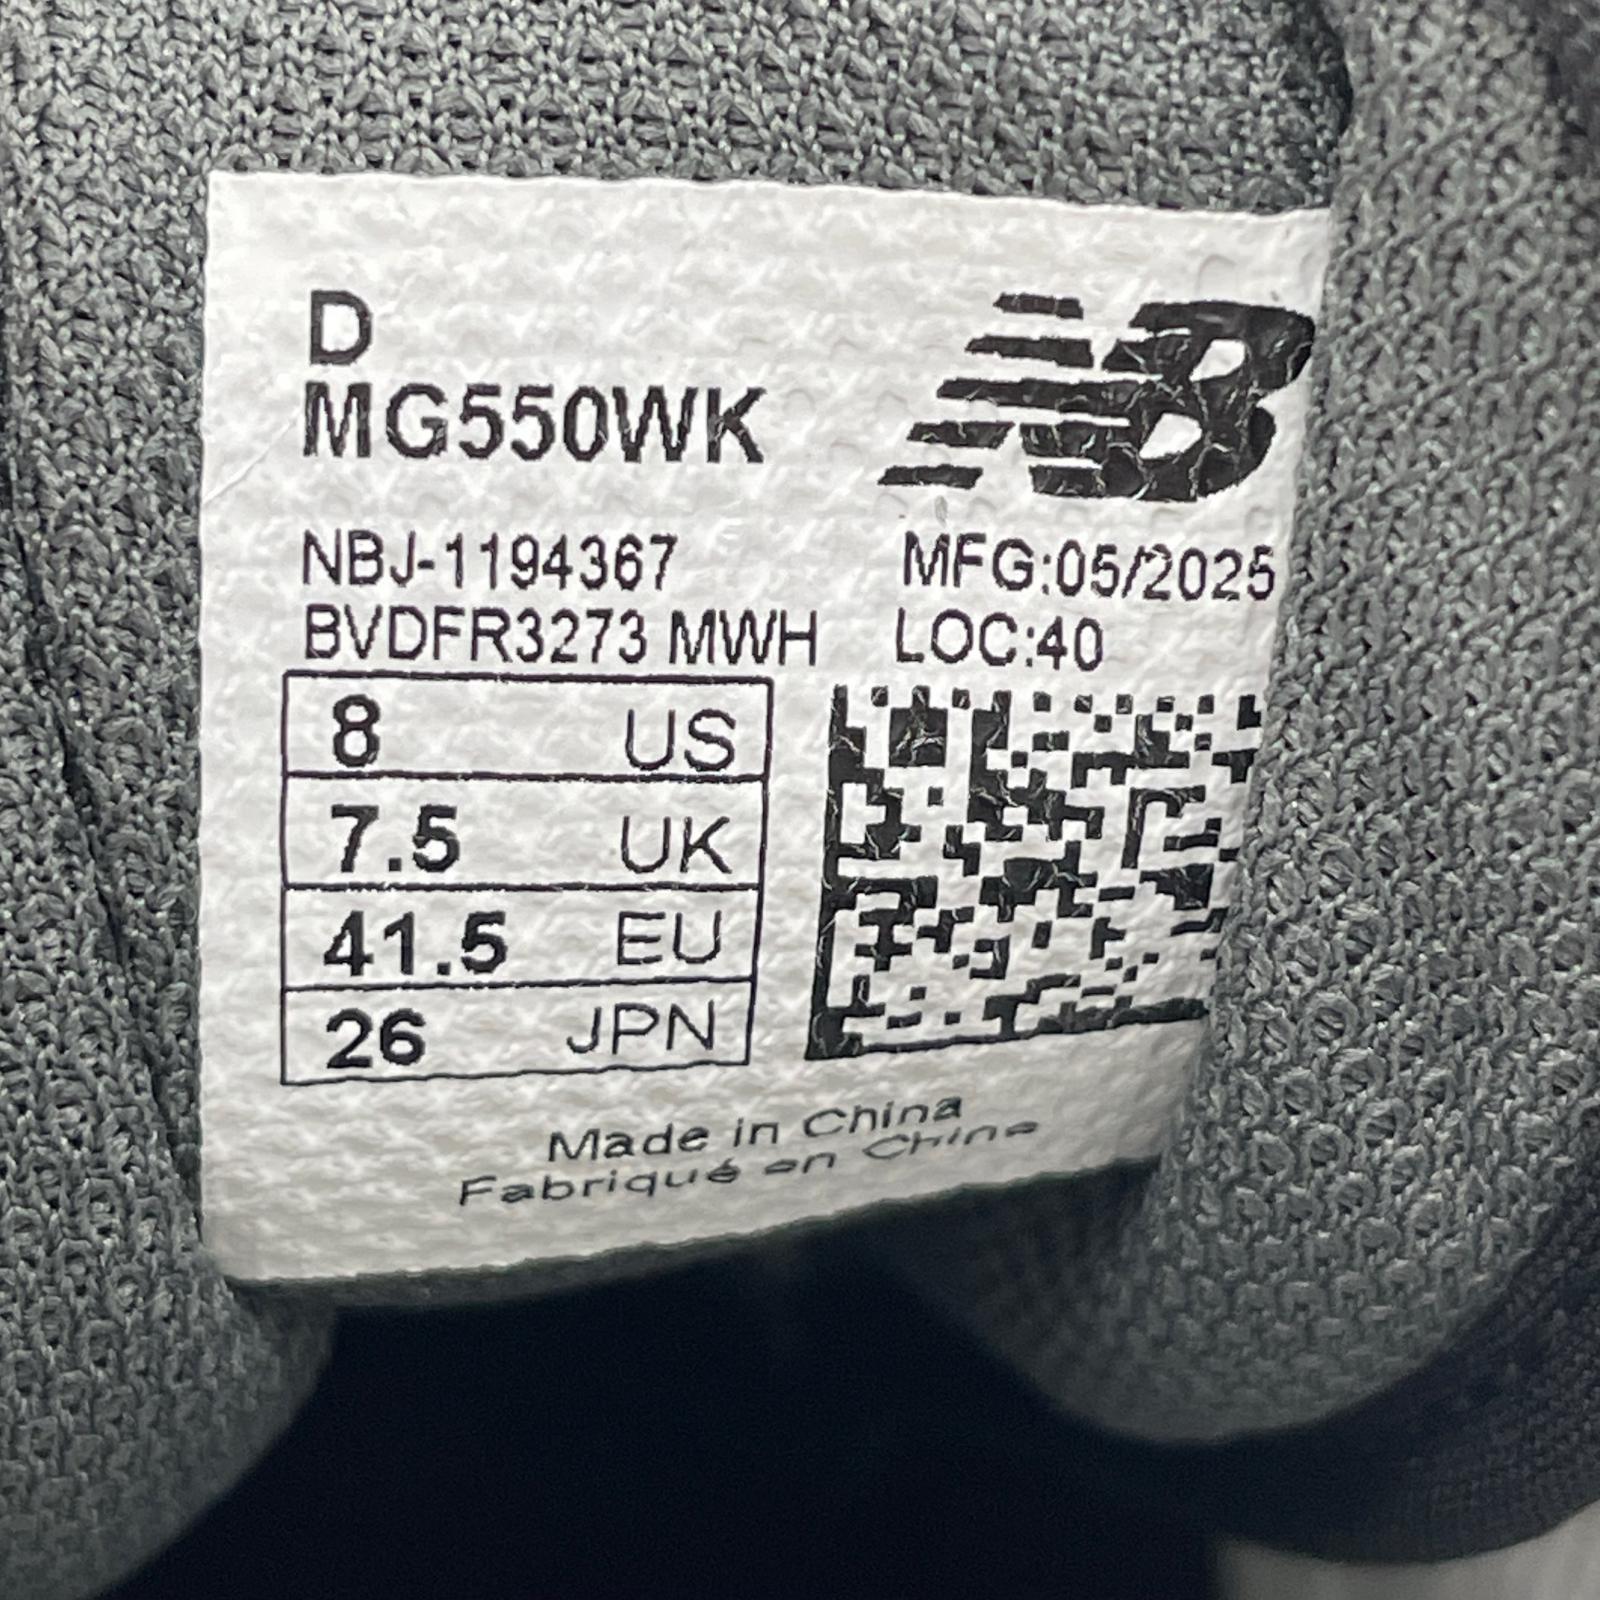 D
MG550WK
NB
NBJ-1194367
MFG:05/2025
BVDFR3273 MWH
LOC:40
8 US
7.5 UK
41.5 EU
26 JPN
Made in China
Fabriqué en Chine